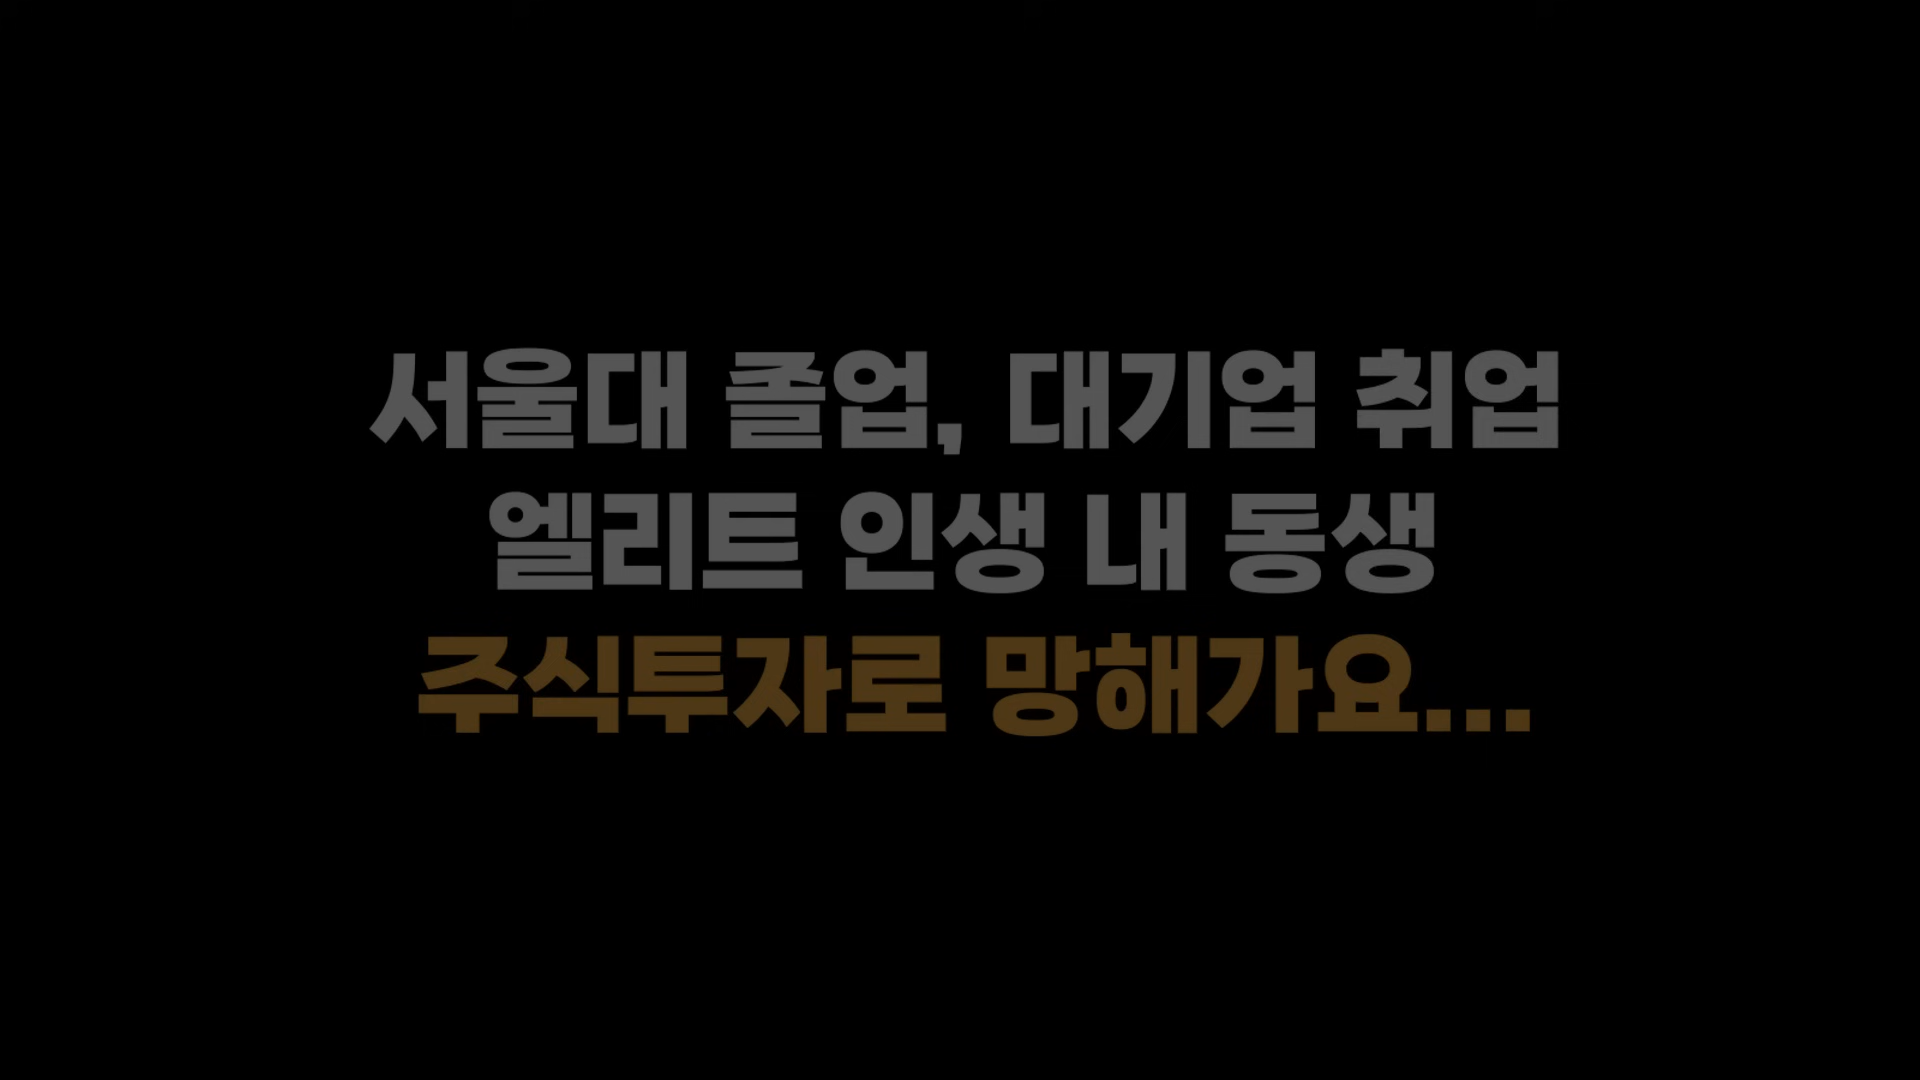 서울대 졸업, 대기업 취업
엘리트 인생 내 동생
주식투자로 망해가요...